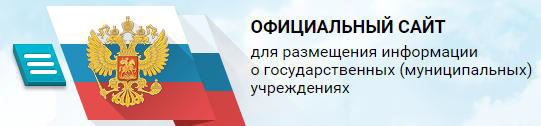 ОФИЦИАЛЬНЫЙ САЙТ
для размещения информации
о государственных (муниципальных)
учреждениях